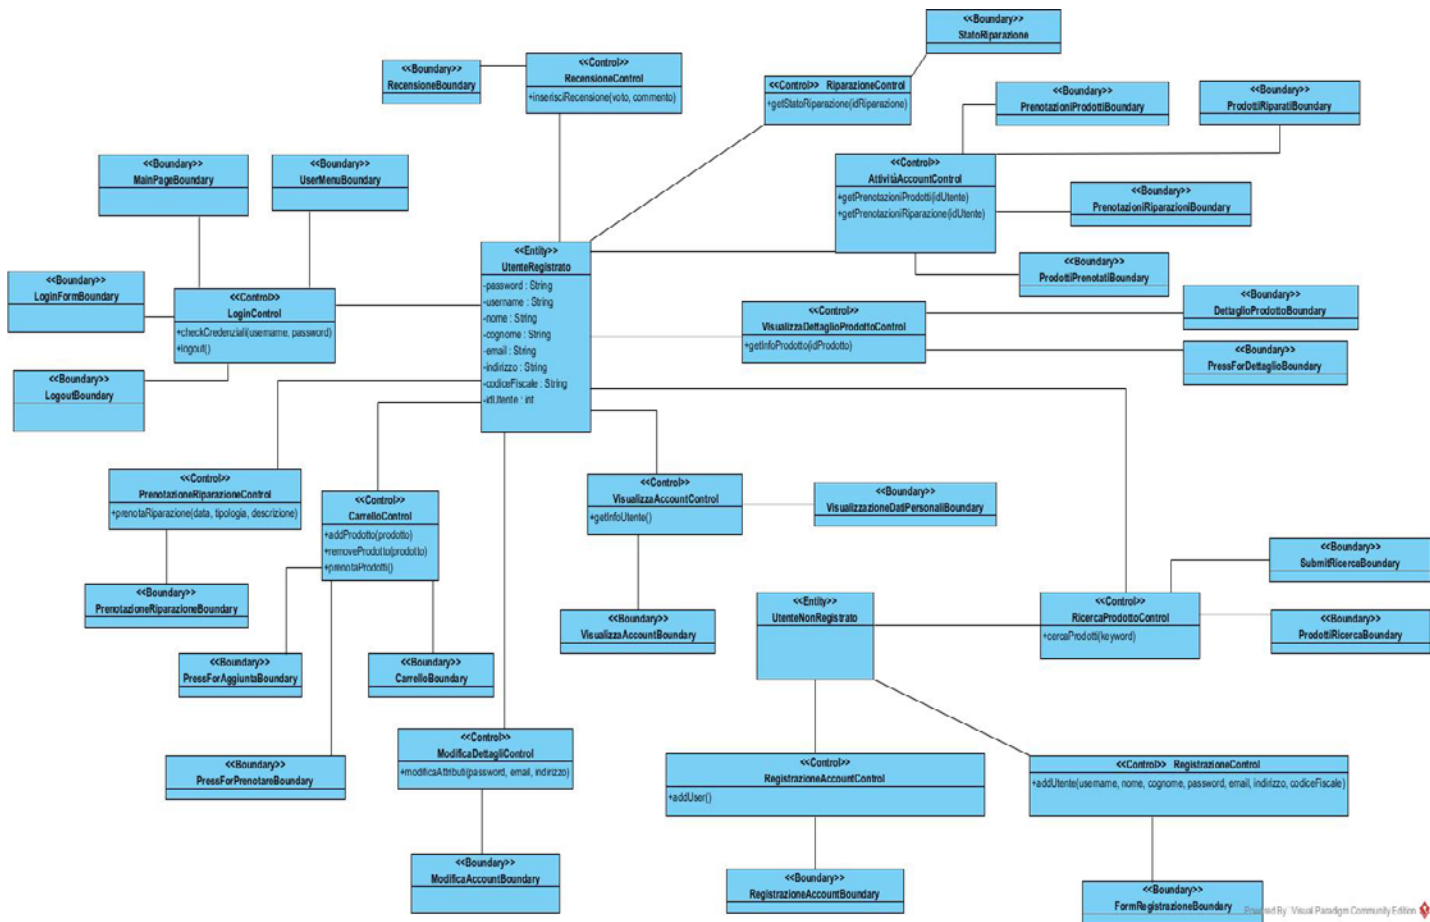 <<Boundary>>
StatoRiparazione
<<Boundary>>
RecensioneBoundary
<<Control>>
RecensioneControl
+inserisciRecensione(voto, commento)
<<Control>> RiparazioneControl
+getStatoRiparazione(idRiparazione)
<<Boundary>>
PrenotazioniProdottiBoundary
<<Boundary>>
ProdottiRiparatiBoundary
<<Boundary>>
MainPageBoundary
<<Boundary>>
UserMenuBoundary
<<Control>>
AttivitàAccountControl
+getPrenotazioniProdotti(idUtente)
+getPrenotazioniRiparazione(idUtente)
<<Boundary>>
PrenotazioniRiparazioniBoundary
<<Boundary>>
ProdottiPrenotatiBoundary
<<Entity>>
UtenteRegistrato
-password : String
-username : String
-nome : String
-cognome : String
-email : String
-indirizzo : String
-codiceFiscale : String
-idUtente : int
<<Boundary>>
LoginFormBoundary
<<Control>>
LoginControl
+checkCredenziali(username, password)
+logout()
<<Boundary>>
LogoutBoundary
<<Control>>
VisualizzaDettaglioProdottoControl
+getInfoProdotto(idProdotto)
<<Boundary>>
DettaglioProdottoBoundary
<<Boundary>>
PressForDettaglioBoundary
<<Control>>
PrenotazioneRiparazioneControl
+prenotaRiparazione(data, tipologia, descrizione)
<<Control>>
CarrelloControl
+addProdotto(prodotto)
+removeProdotto(prodotto)
+prenotaProdotti()
<<Control>>
VisualizzaAccountControl
+getInfoUtente()
<<Boundary>>
VisualizzazioneDatiPersonaliBoundary
<<Boundary>>
SubmitRicercaBoundary
<<Boundary>>
PrenotazioneRiparazioneBoundary
<<Boundary>>
VisualizzaAccountBoundary
<<Entity>>
UtenteNonRegistrato
<<Control>>
RicercaProdottoControl
+cercaProdotti(keyword)
<<Boundary>>
ProdottiRicercaBoundary
<<Boundary>>
PressForAggiuntaBoundary
<<Boundary>>
CarrelloBoundary
<<Control>>
ModificaDettagliControl
+modificaAttributi(password, email, indirizzo)
<<Boundary>>
PressForPrenotareBoundary
<<Control>>
RegistrazioneAccountControl
+addUser()
<<Control>> RegistrazioneControl
+addUtente(username, nome, cognome, password, email, indirizzo, codiceFiscale)
<<Boundary>>
ModificaAccountBoundary
<<Boundary>>
RegistrazioneAccountBoundary
<<Boundary>>
FormRegistrazioneBoundary
Powered By Visual Paradigm Community Edition